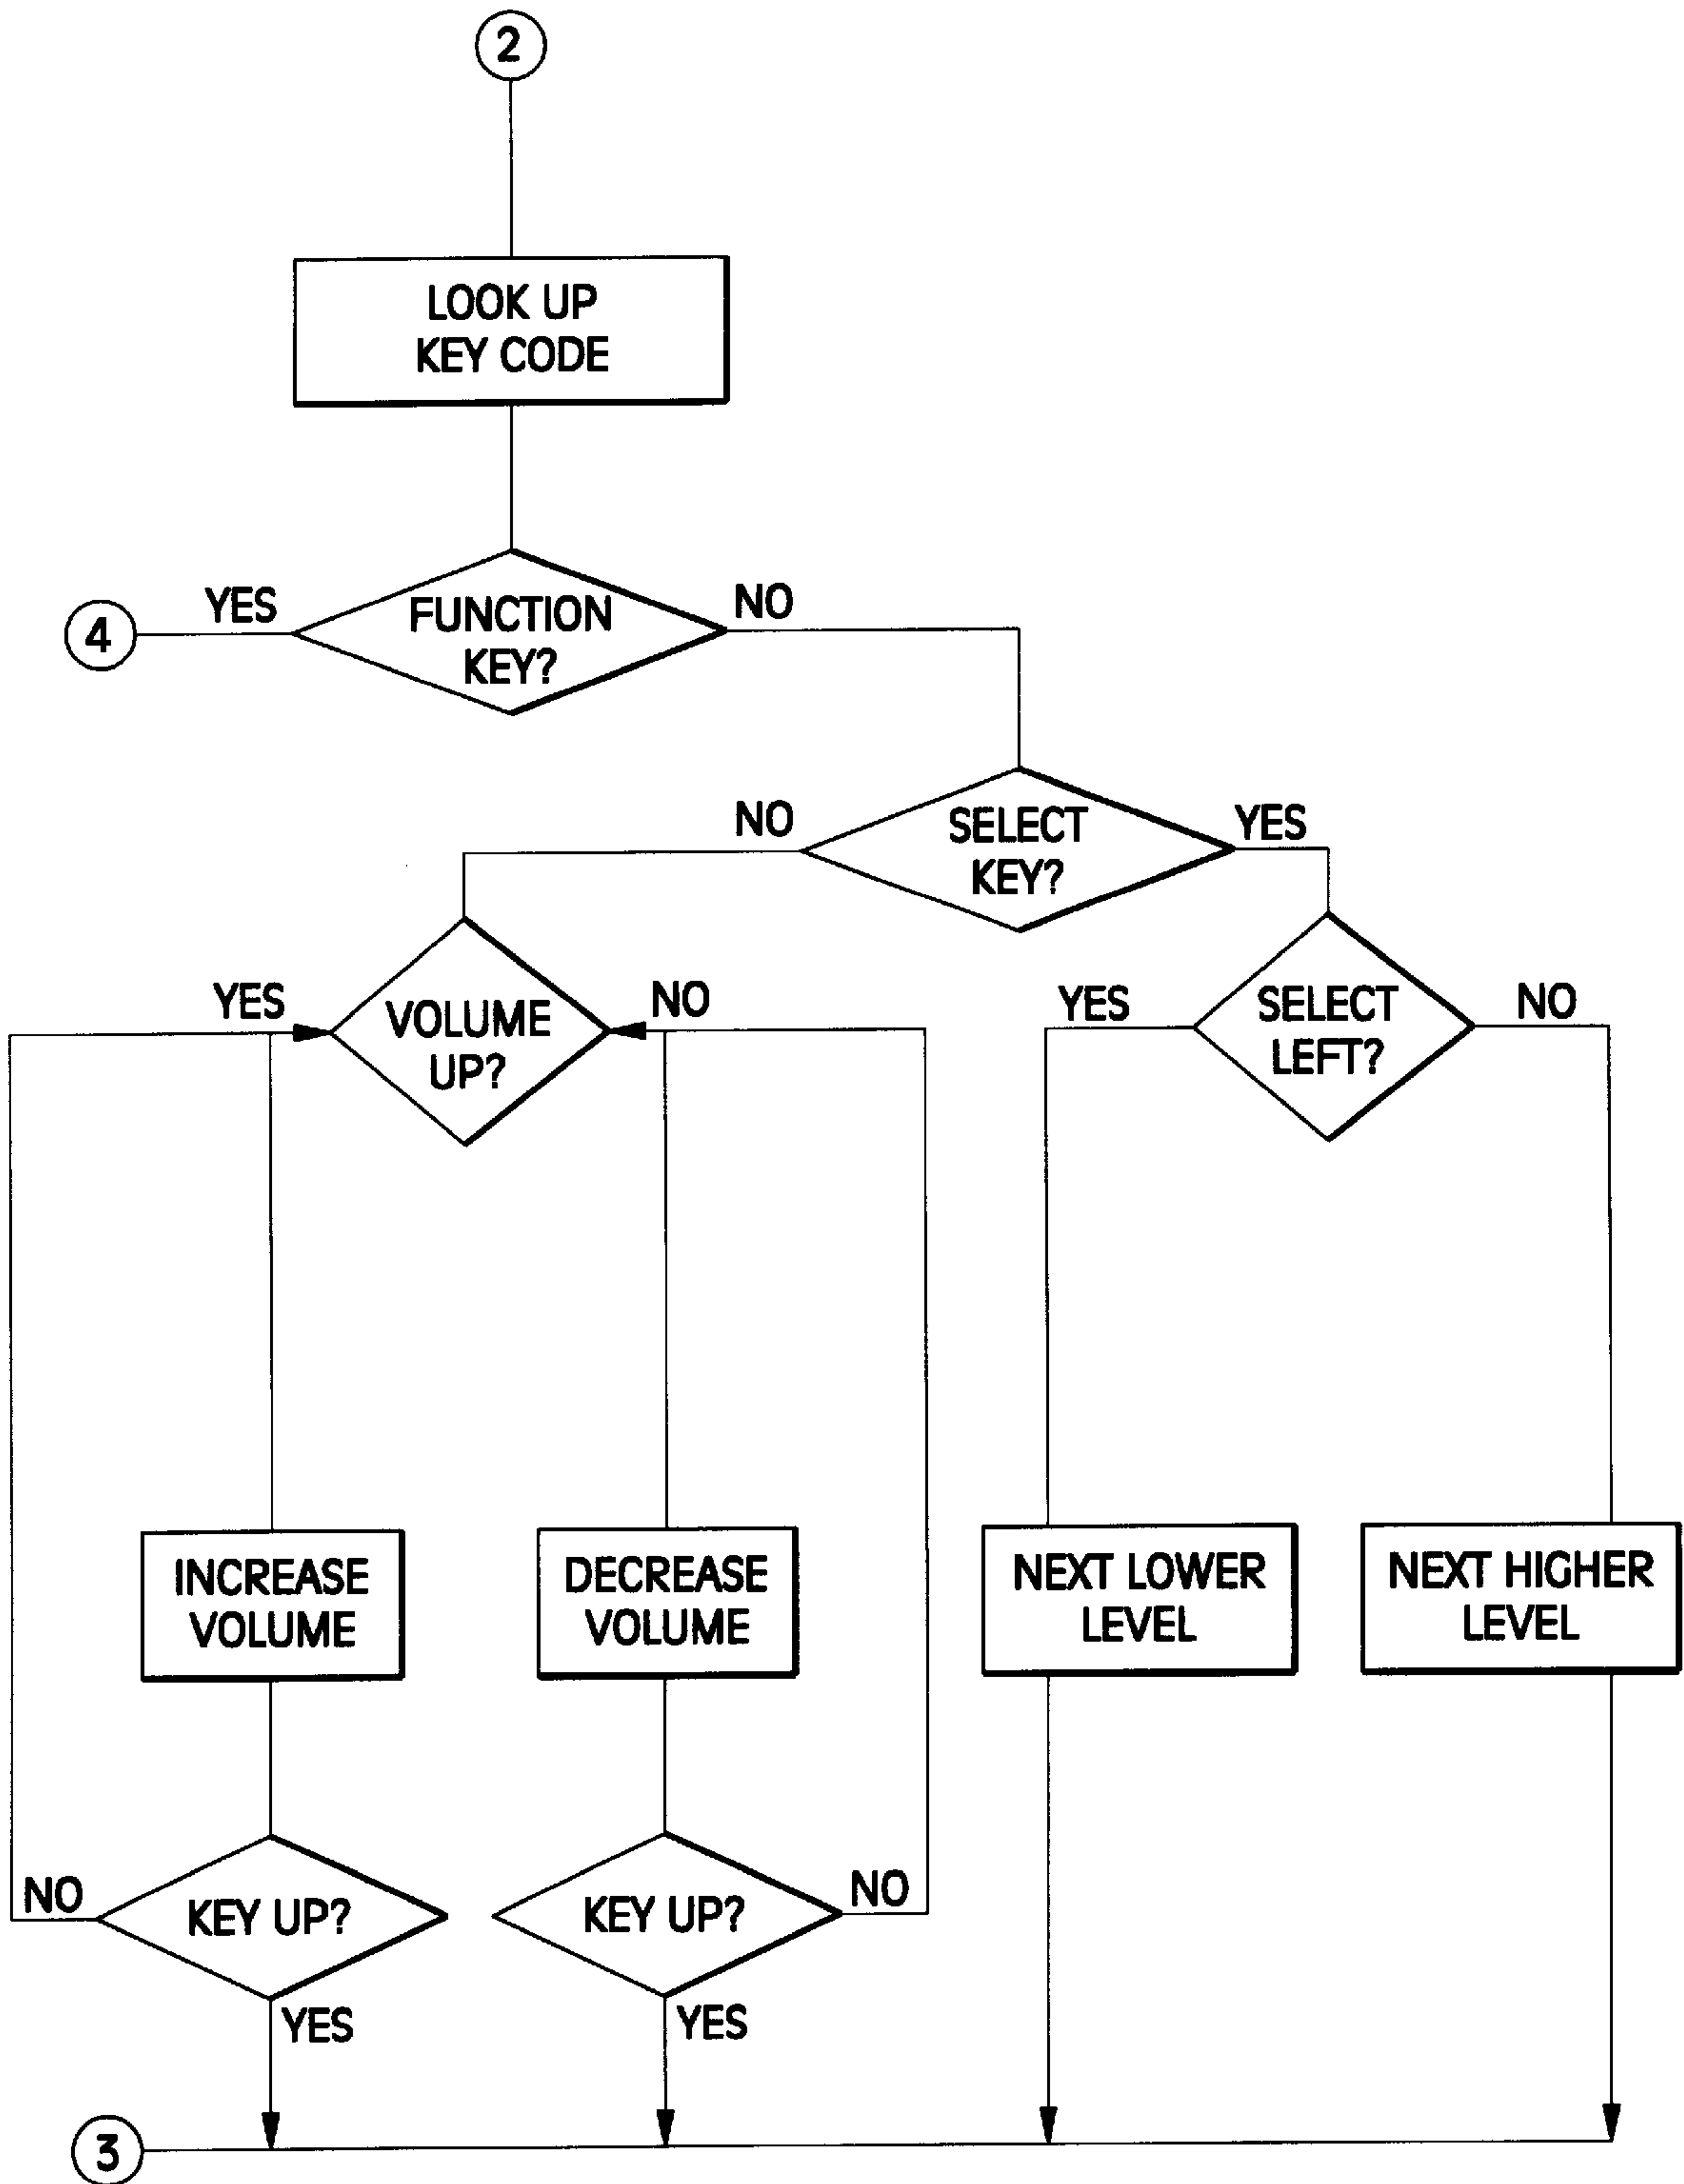 2
LOOK UP
KEY CODE
YES
NO
4
FUNCTION
KEY?
NO
YES
SELECT
KEY?
YES
NO
VOLUME
UP?
YES
NO
SELECT
LEFT?
INCREASE
VOLUME
DECREASE
VOLUME
NEXT LOWER
LEVEL
NEXT HIGHER
LEVEL
NO
KEY UP?
KEY UP?
NO
YES
YES
3